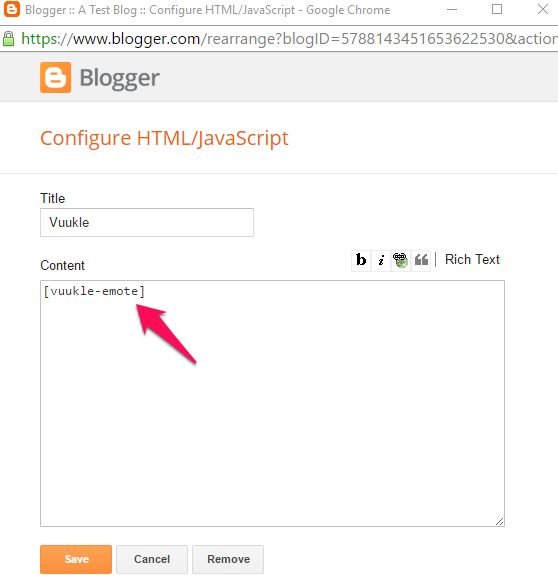 Blogger :: A Test Blog :: Configure HTML/JavaScript - Google Chrome
https://www.blogger.com/rearrange?blogID=5788143451653622530&action
Blogger
Configure HTML/JavaScript
Title
Vuukle
b i Rich Text
Content
[vuukle-emote]
Save Cancel Remove